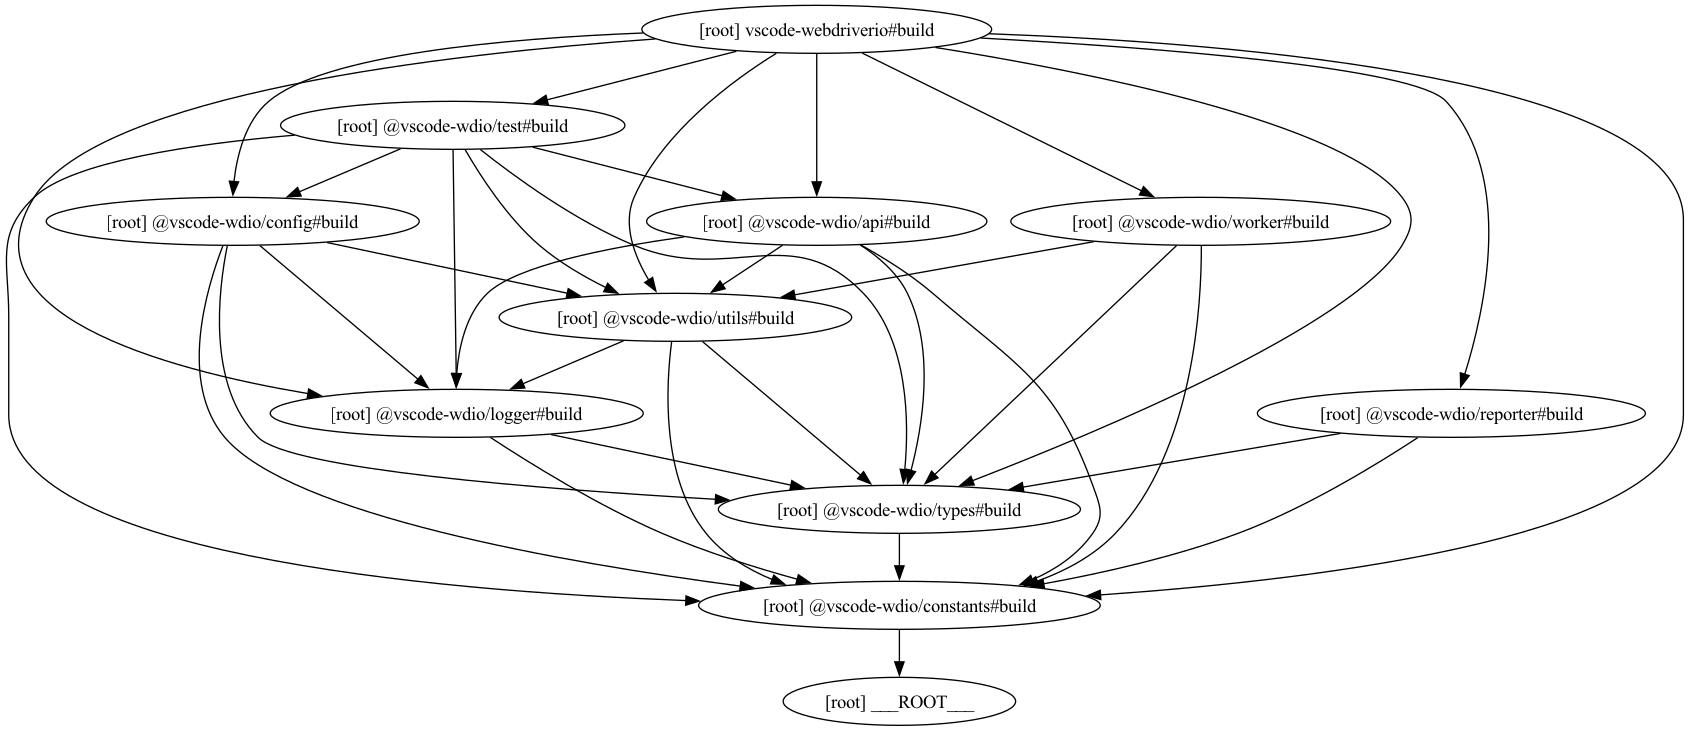 [root] vscode-webdriverio#build
[root] @vscode-wdio/test#build
[root] @vscode-wdio/config#build
[root] @vscode-wdio/api#build
[root] @vscode-wdio/worker#build
[root] @vscode-wdio/utils#build
[root] @vscode-wdio/logger#build
[root] @vscode-wdio/reporter#build
[root] @vscode-wdio/types#build
[root] @vscode-wdio/constants#build
[root] ___ROOT___